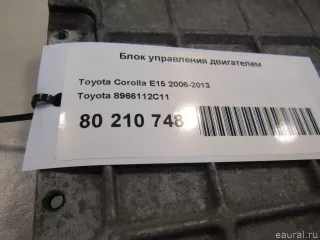 Блок управления двигателем
Toyota Corolla E15 2006-2013
Toyota 8966112C11
80 210 748
eaural.ru